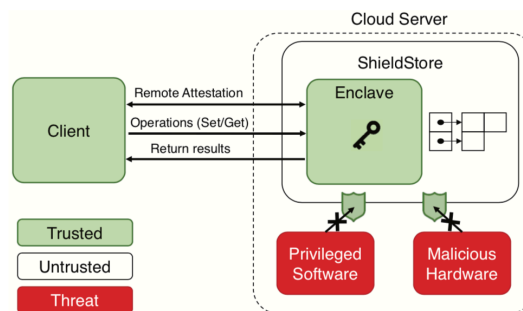 Cloud Server
ShieldStore
Client
Remote Attestation
Operations (Set/Get)
Return results
Enclave
Trusted
Untrusted
Threat
Privileged
Software
Malicious
Hardware